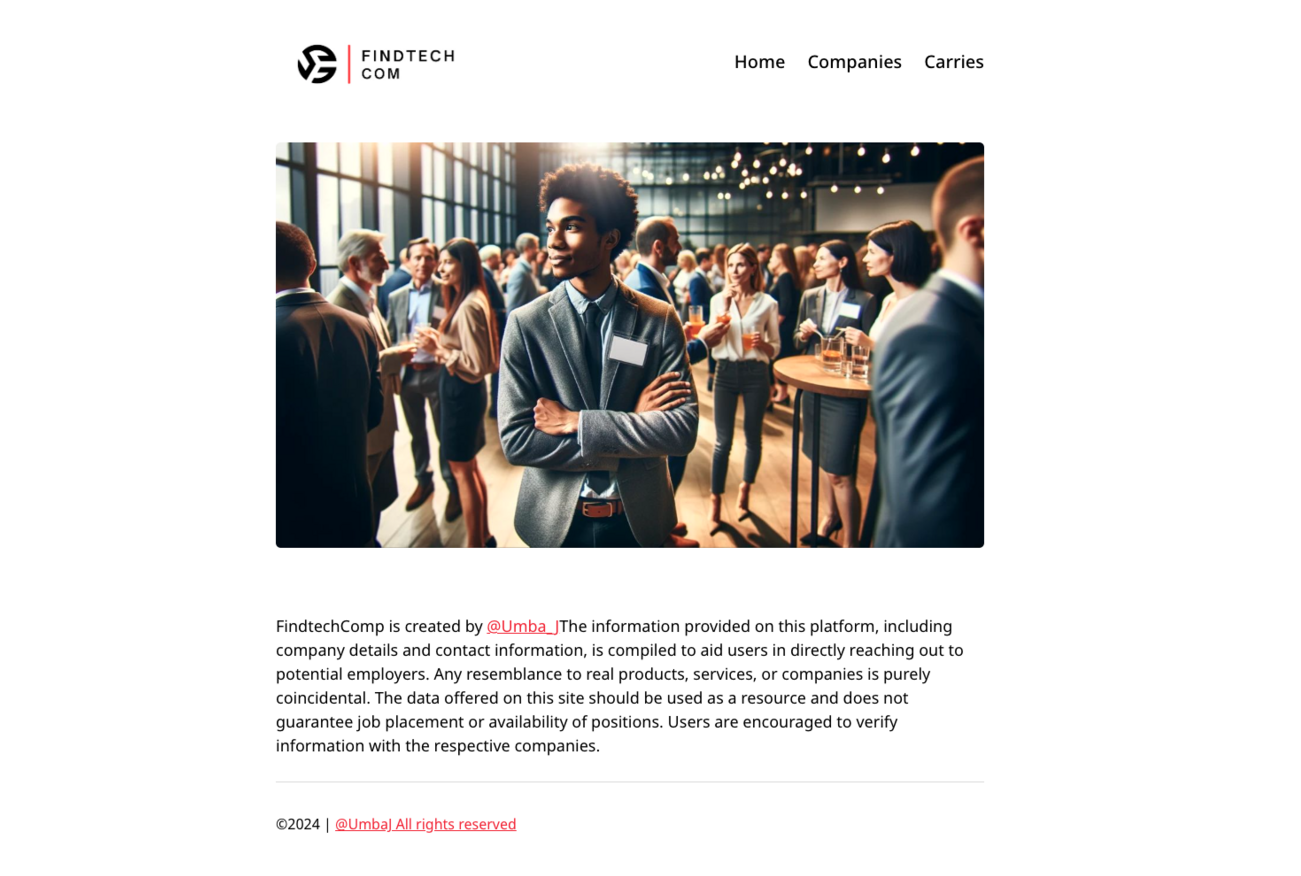 FINDTECH
COM
Home Companies Carries
FindtechComp is created by @Umba_JThe information provided on this platform, including
company details and contact information, is compiled to aid users in directly reaching out to
potential employers. Any resemblance to real products, services, or companies is purely
coincidental. The data offered on this site should be used as a resource and does not
guarantee job placement or availability of positions. Users are encouraged to verify
information with the respective companies.
©2024 | @UmbaJ All rights reserved